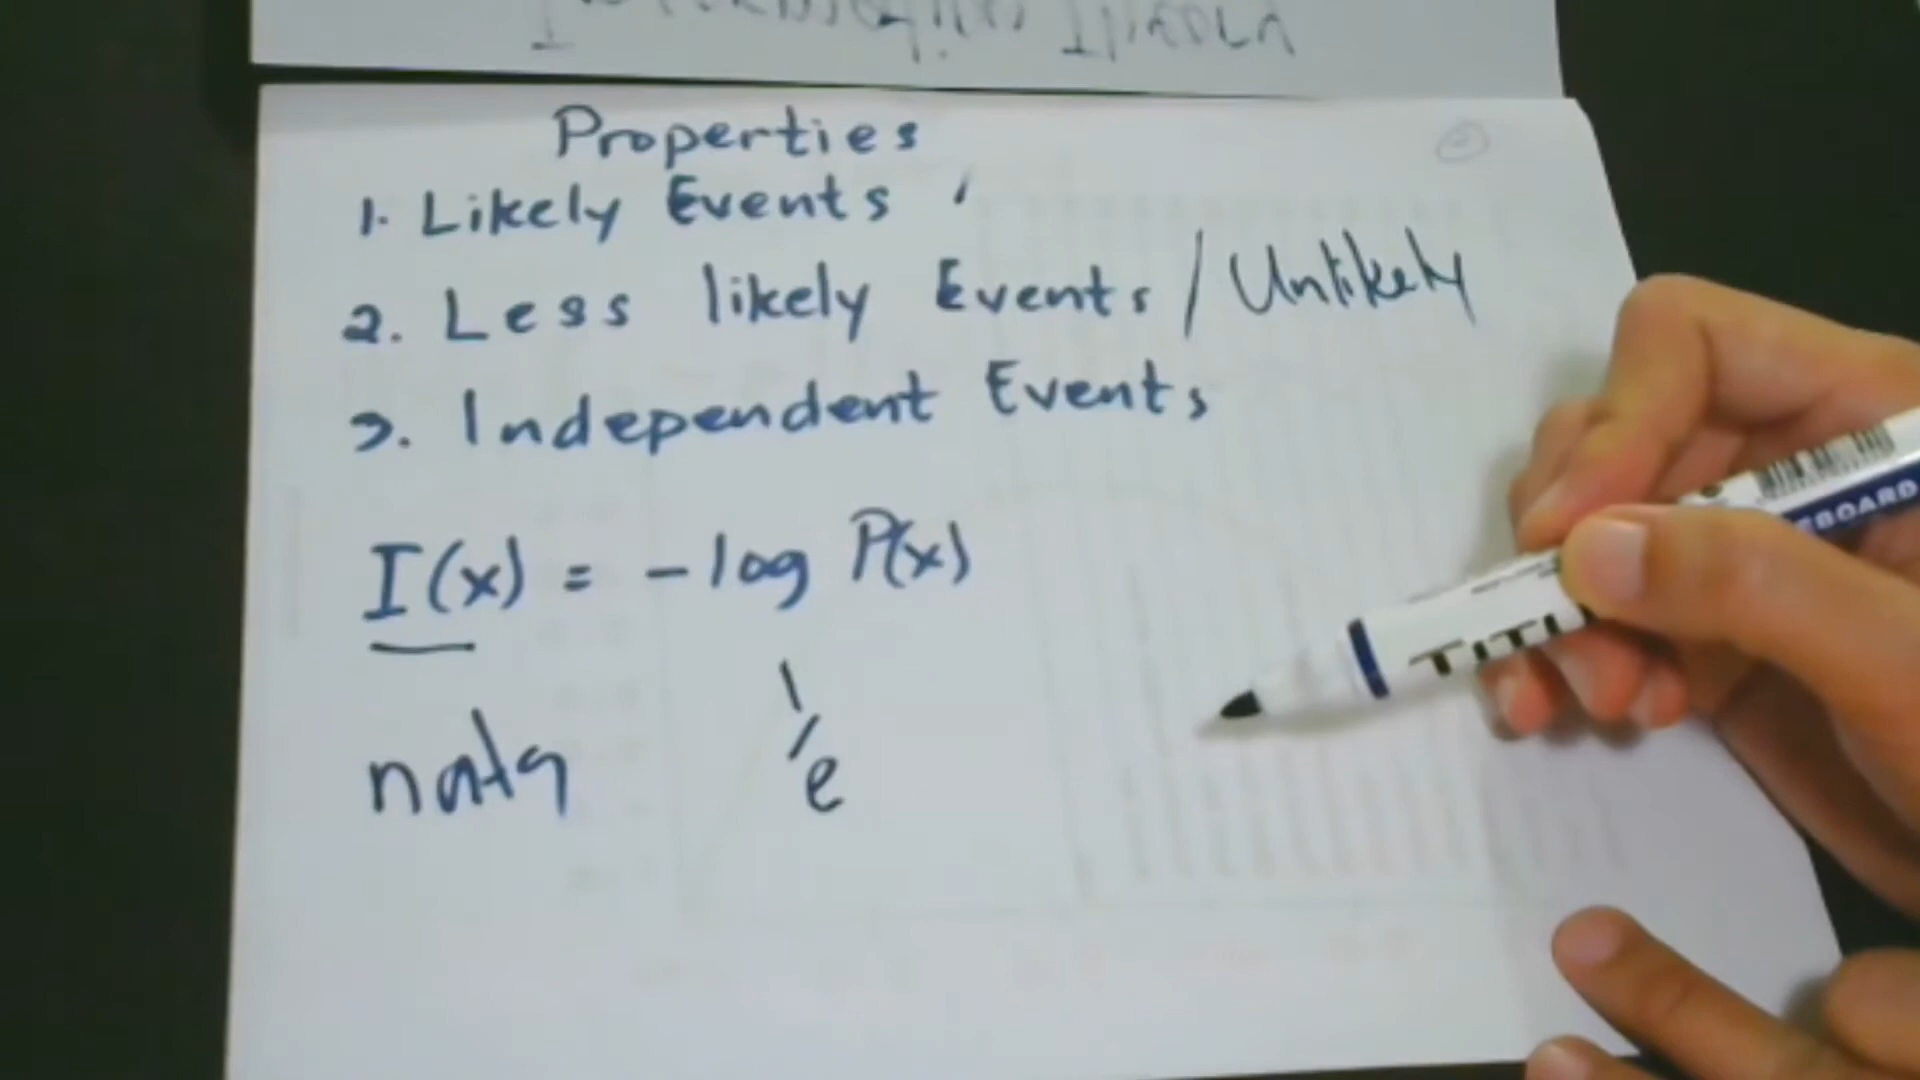 Properties
1. Likely Events
2. Less likely Events / Unlikely
3. Independent Events
I(x) = - log P(x)
nats 1/e